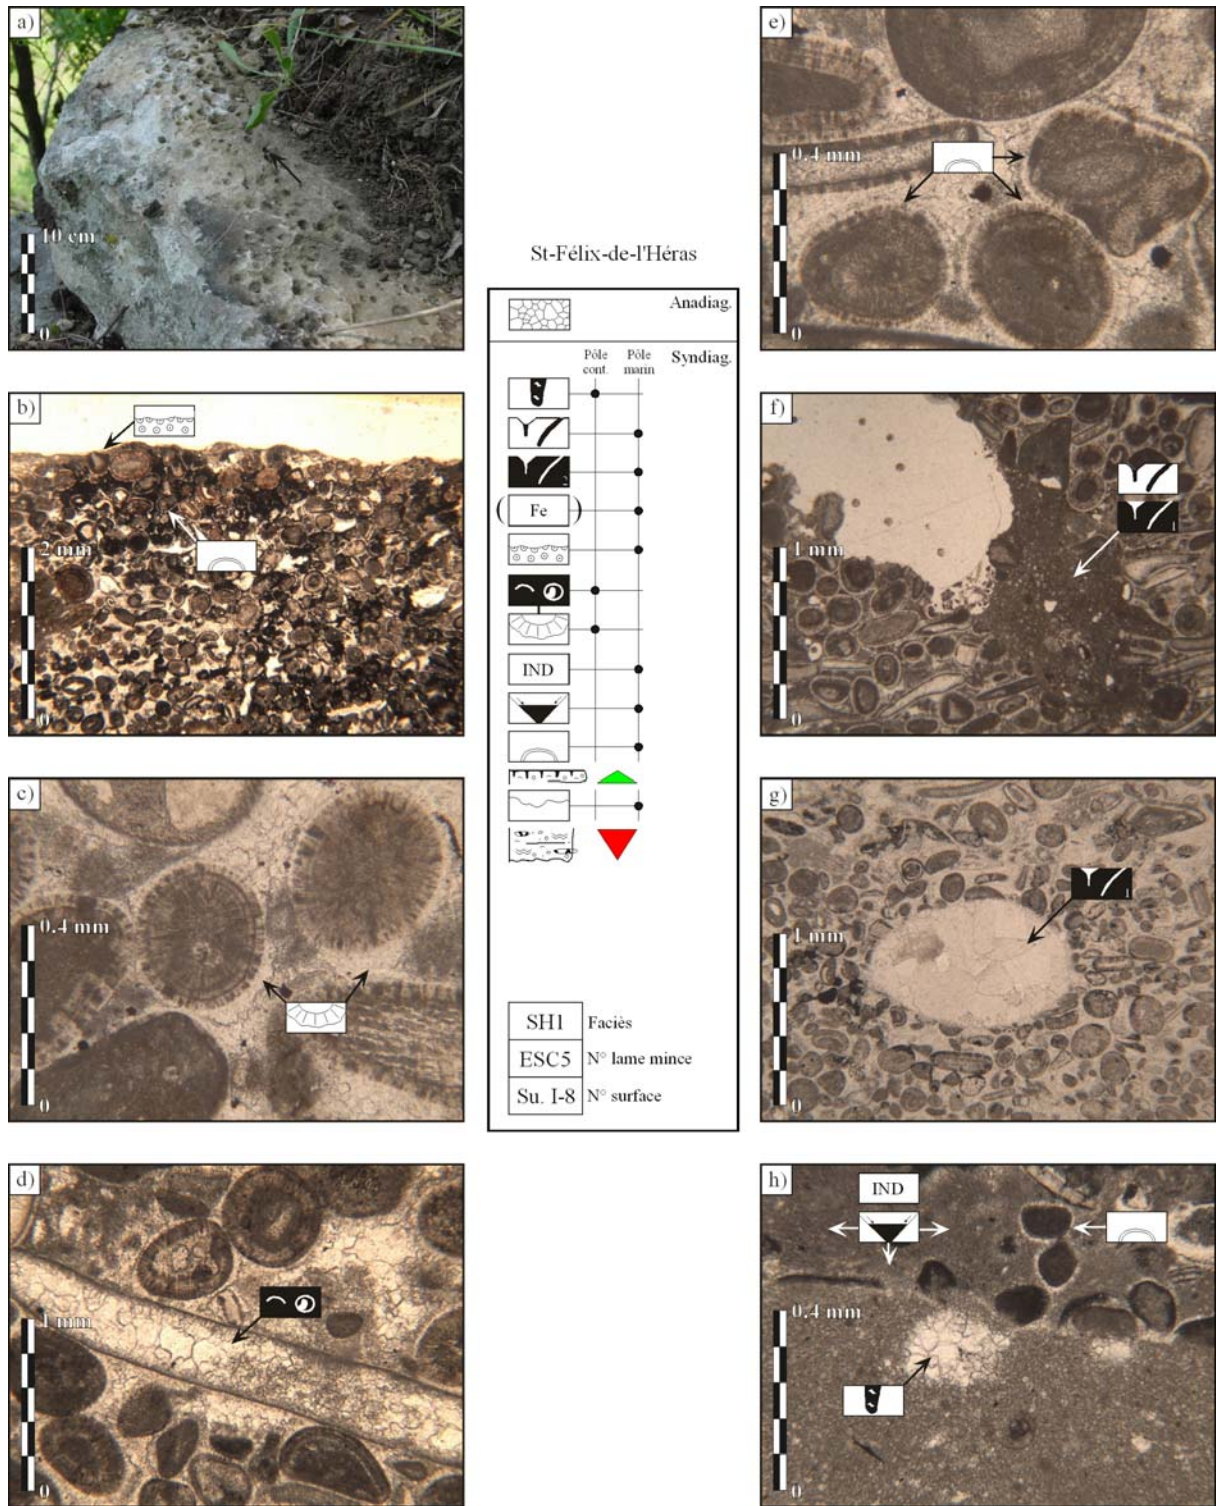 a)
10 cm
0
b)
2 mm
0
c)
0.4 mm
0
d)
1 mm
0
St-Félix-de-l'Héras
Anadiag.
Pôle cont.
Pôle marin
Syndiag.
( Fe )
IND
SH1 Faciès
ESC5 N° lame mince
Su. I-8 N° surface
e)
0.4 mm
0
f)
1 mm
0
g)
1 mm
0
h)
IND
0.4 mm
0